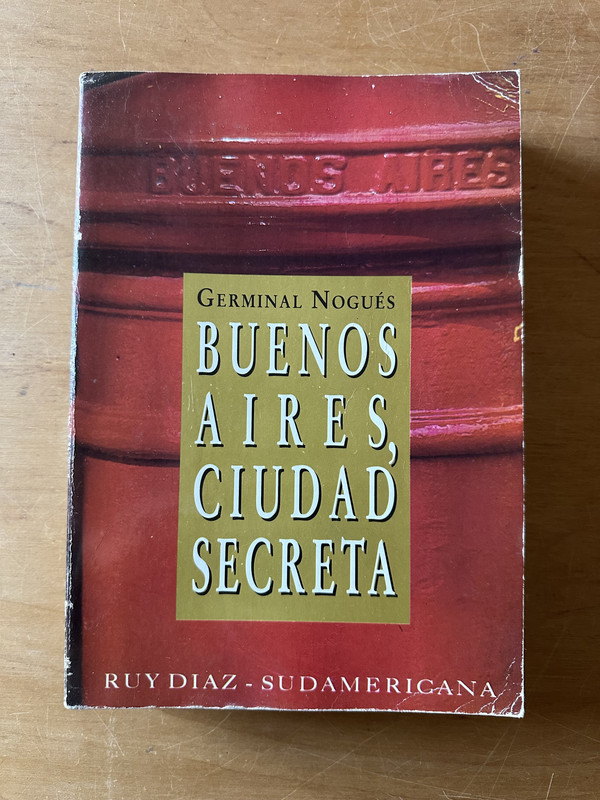 BUENOS AIRES
GERMINAL NOGUÉS
BUENOS
AIRES,
CIUDAD
SECRETA
RUY DIAZ - SUDAMERICANA